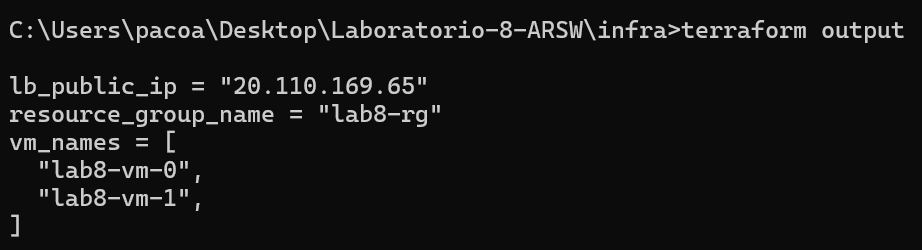 C:\Users\pacoa\Desktop\Laboratorio-8-ARSW\infra>terraform output
lb_public_ip = "20.110.169.65"
resource_group_name = "lab8-rg"
vm_names = [
  "lab8-vm-0",
  "lab8-vm-1",
]